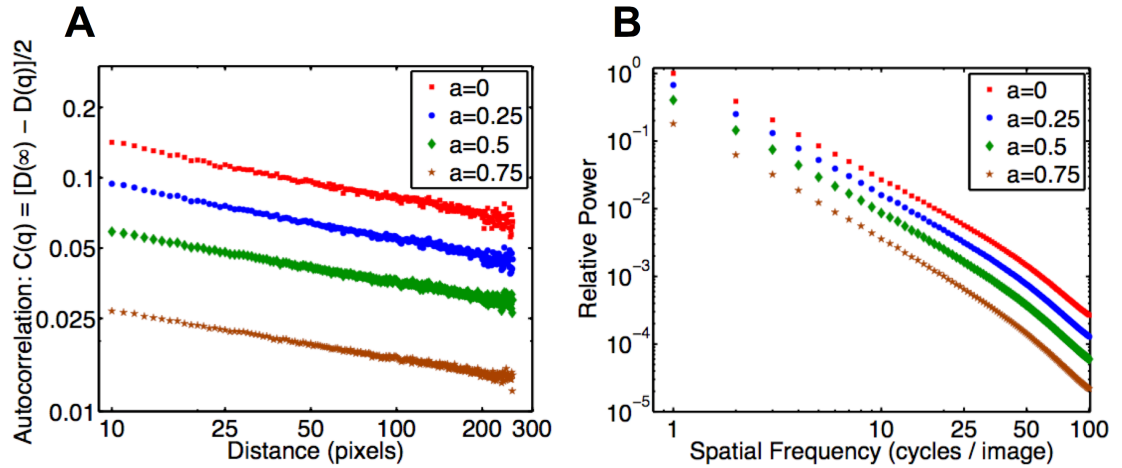 A
Autocorrelation: C(q) = [D(∞) − D(q)]/2
0.2
0.1
0.05
0.025
0.01
a=0
a=0.25
a=0.5
a=0.75
10 25 50 100 200 300
Distance (pixels)
B
Relative Power
10^0
10^-1
10^-2
10^-3
10^-4
10^-5
a=0
a=0.25
a=0.5
a=0.75
1 10 25 50 100
Spatial Frequency (cycles / image)